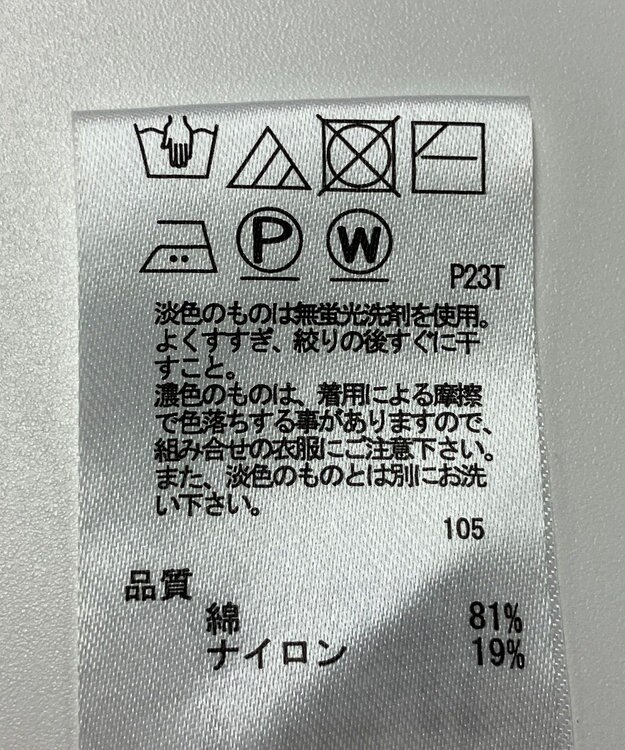 P W
P23T
淡色のものは無蛍光洗剤を使用。
よくすすぎ、絞りの後すぐに干
すこと。
濃色のものは、着用による摩擦
で色落ちする事がありますので、
組み合せの衣服にご注意下さい。
また、淡色のものとは別にお洗
い下さい。
105
品質
綿 81%
ナイロン 19%